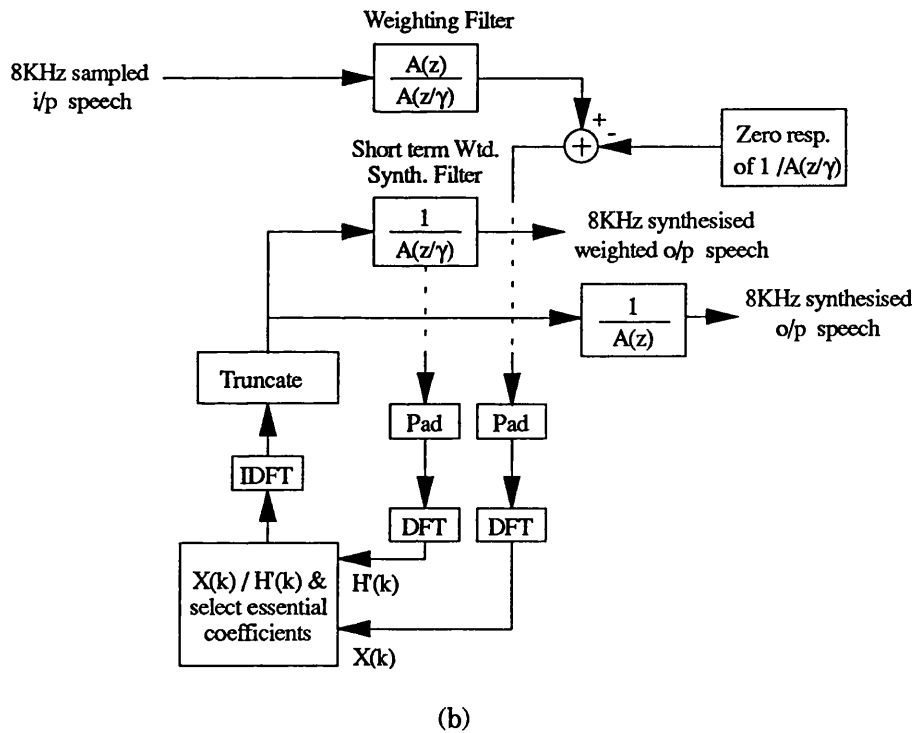 Weighting Filter
8KHz sampled
i/p speech
A(z)
A(z/γ)
+
-
+
Zero resp.
of 1 /A(z/γ)
Short term Wtd.
Synth. Filter
1
A(z/γ)
8KHz synthesised
weighted o/p speech
1
A(z)
8KHz synthesised
o/p speech
Truncate
Pad
Pad
IDFT
DFT
DFT
X(k) / H'(k) &
select essential
coefficients
H'(k)
X(k)
(b)